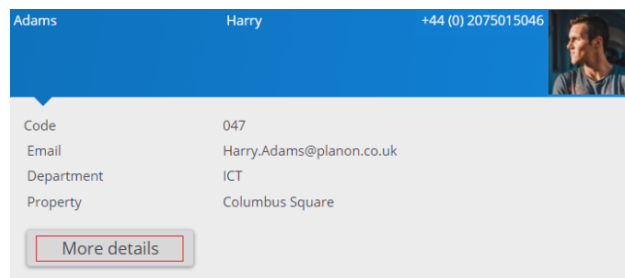 Adams Harry +44 (0) 2075015046
Code 047
Email Harry.Adams@planon.co.uk
Department ICT
Property Columbus Square
More details